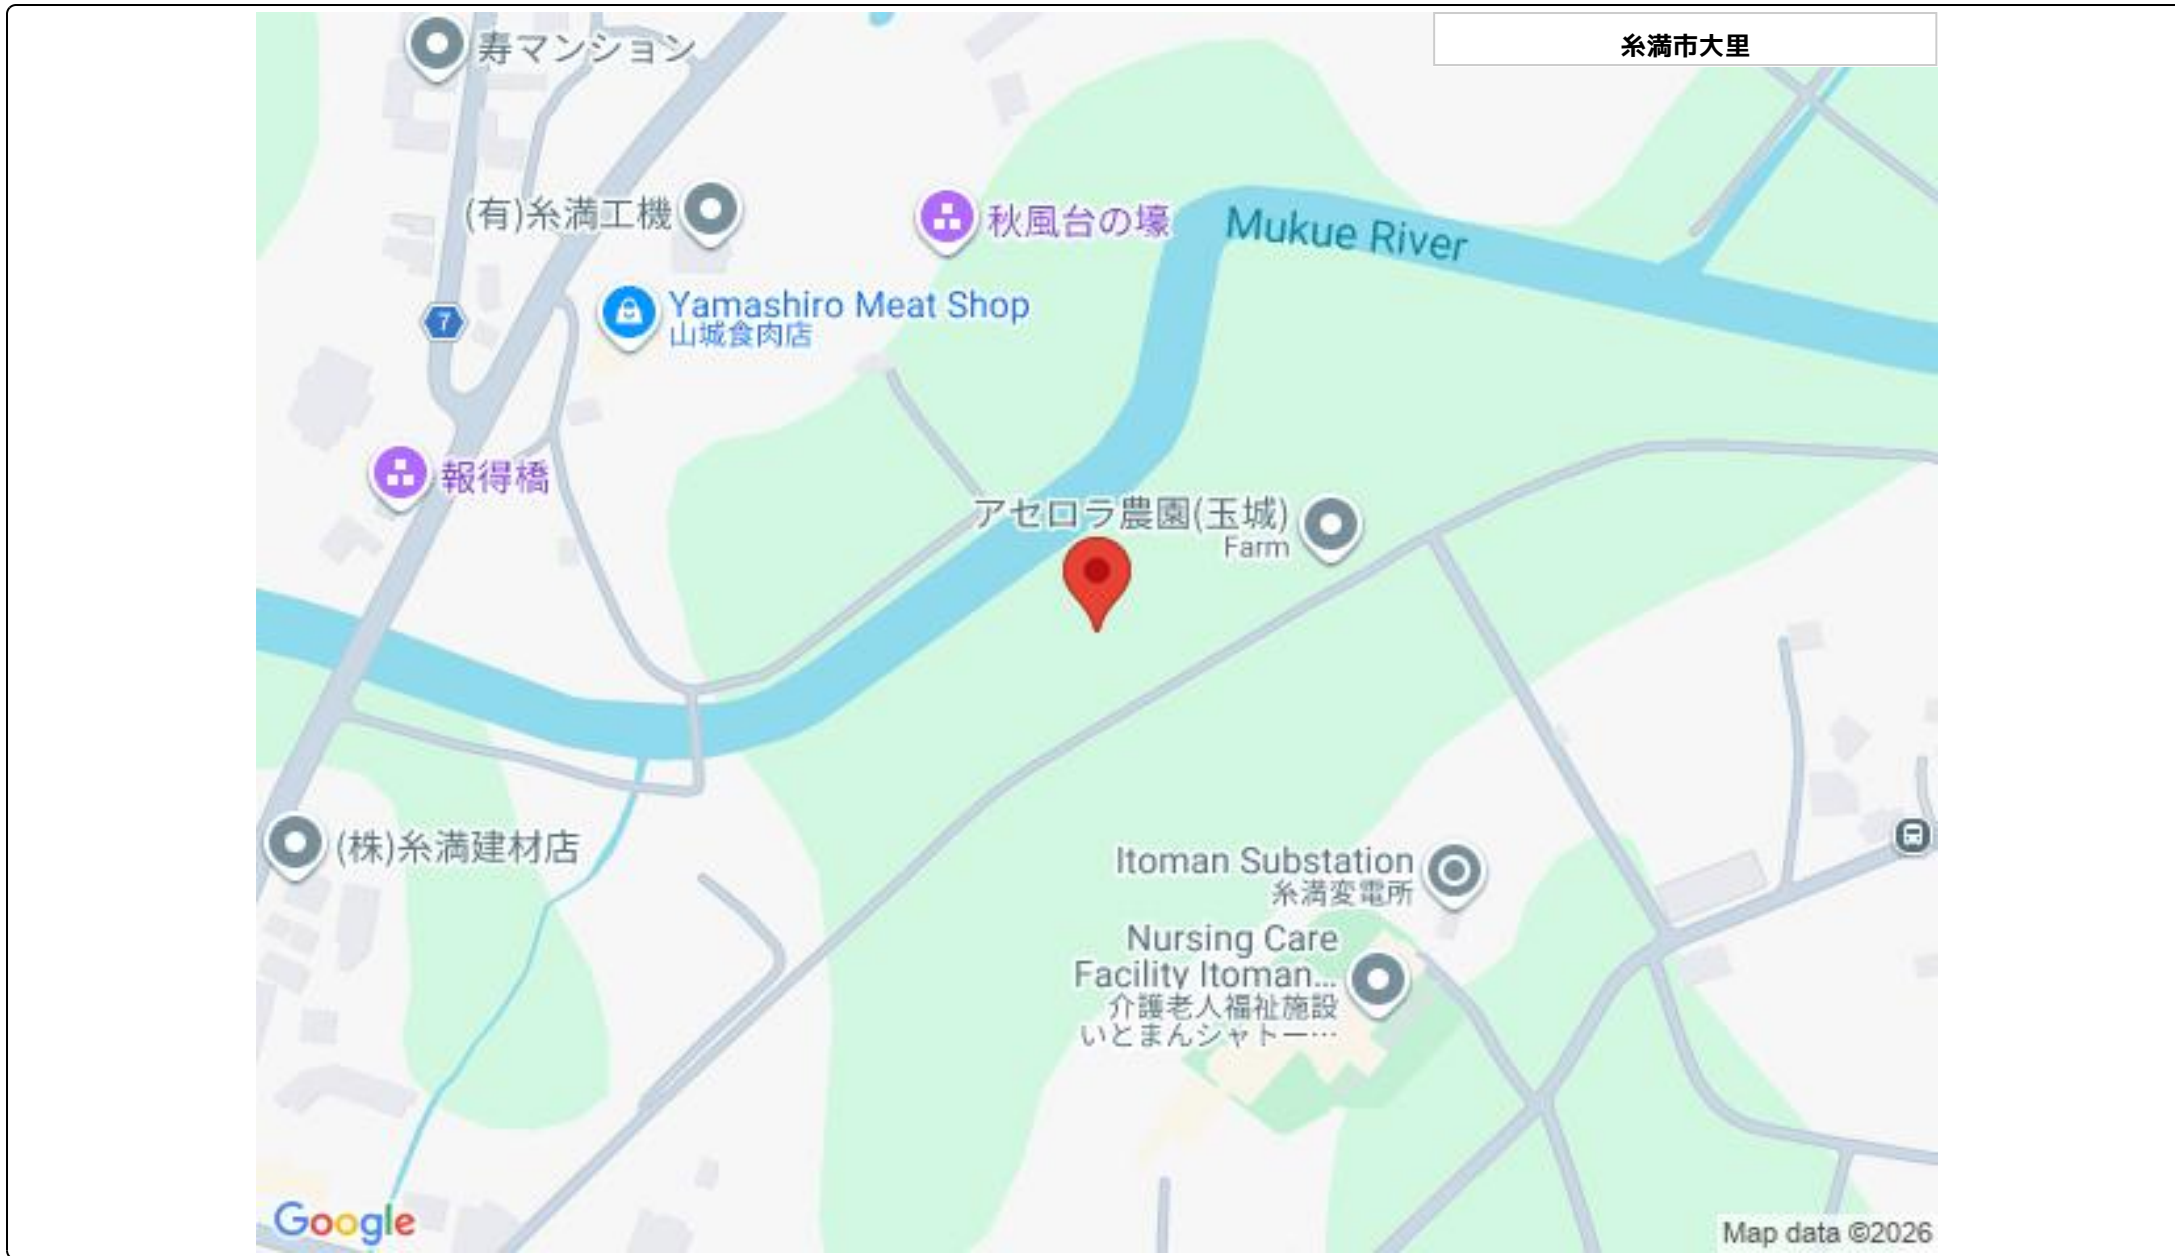 寿マンション
糸満市大里
(有)糸満工機
秋風台の壕
Mukue River
Yamashiro Meat Shop
山城食肉店
7
報得橋
アセロラ農園(玉城)
Farm
(株)糸満建材店
Itoman Substation
糸満変電所
Nursing Care
Facility Itoman...
介護老人福祉施設
いとまんシャトー…
Google
Map data ©2026